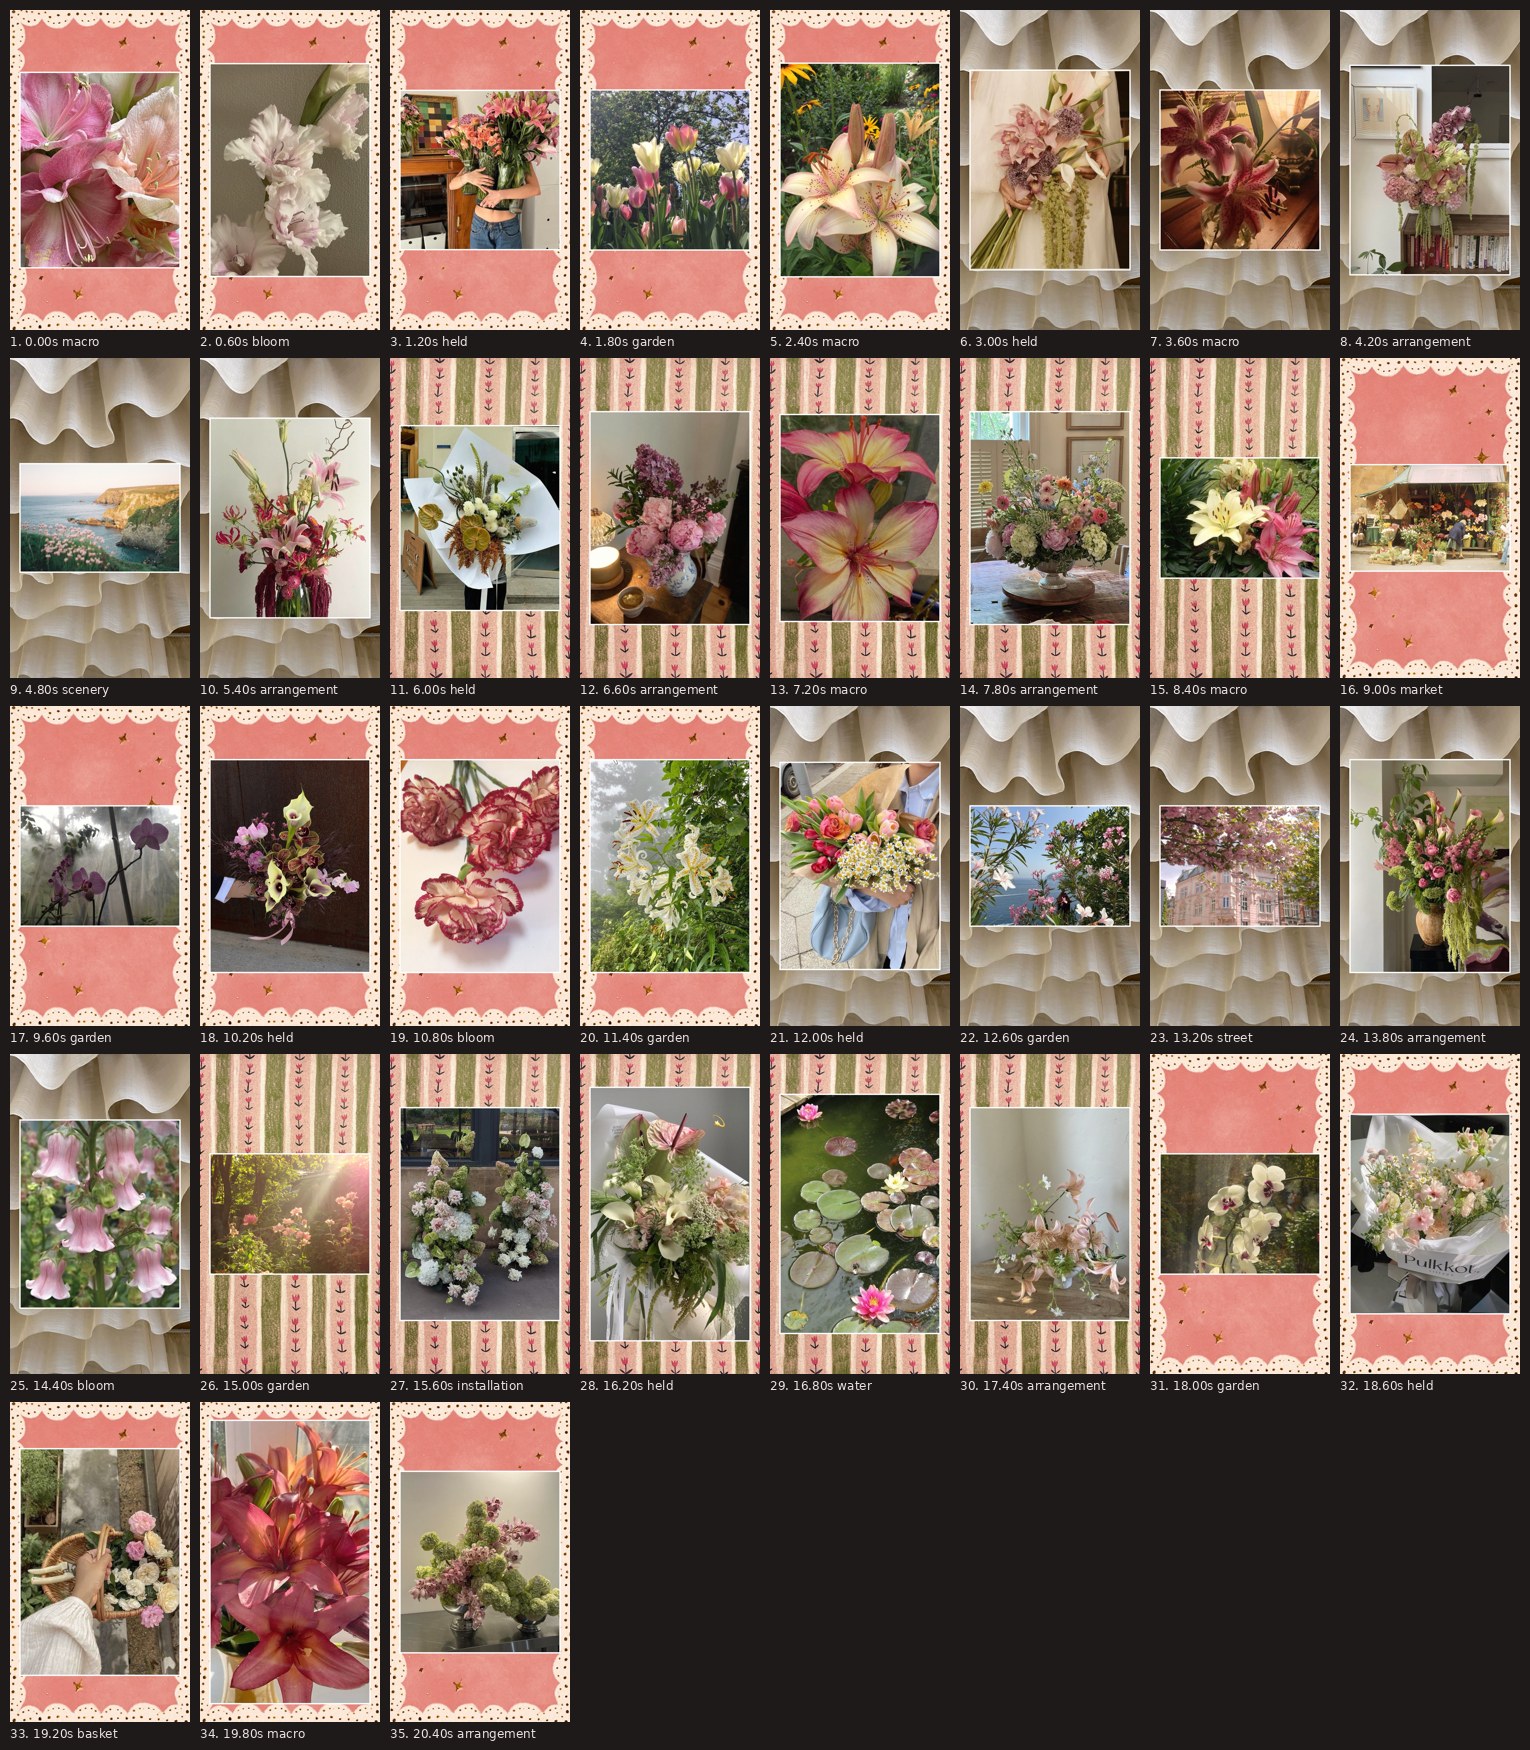 1. 0.00s macro
2. 0.60s bloom
3. 1.20s held
4. 1.80s garden
5. 2.40s macro
6. 3.00s held
7. 3.60s macro
8. 4.20s arrangement
9. 4.80s scenery
10. 5.40s arrangement
11. 6.00s held
12. 6.60s arrangement
13. 7.20s macro
14. 7.80s arrangement
15. 8.40s macro
16. 9.00s market
17. 9.60s garden
18. 10.20s held
19. 10.80s bloom
20. 11.40s garden
21. 12.00s held
22. 12.60s garden
23. 13.20s street
24. 13.80s arrangement
Pulkkot
25. 14.40s bloom
26. 15.00s garden
27. 15.60s installation
28. 16.20s held
29. 16.80s water
30. 17.40s arrangement
31. 18.00s garden
32. 18.60s held
33. 19.20s basket
34. 19.80s macro
35. 20.40s arrangement